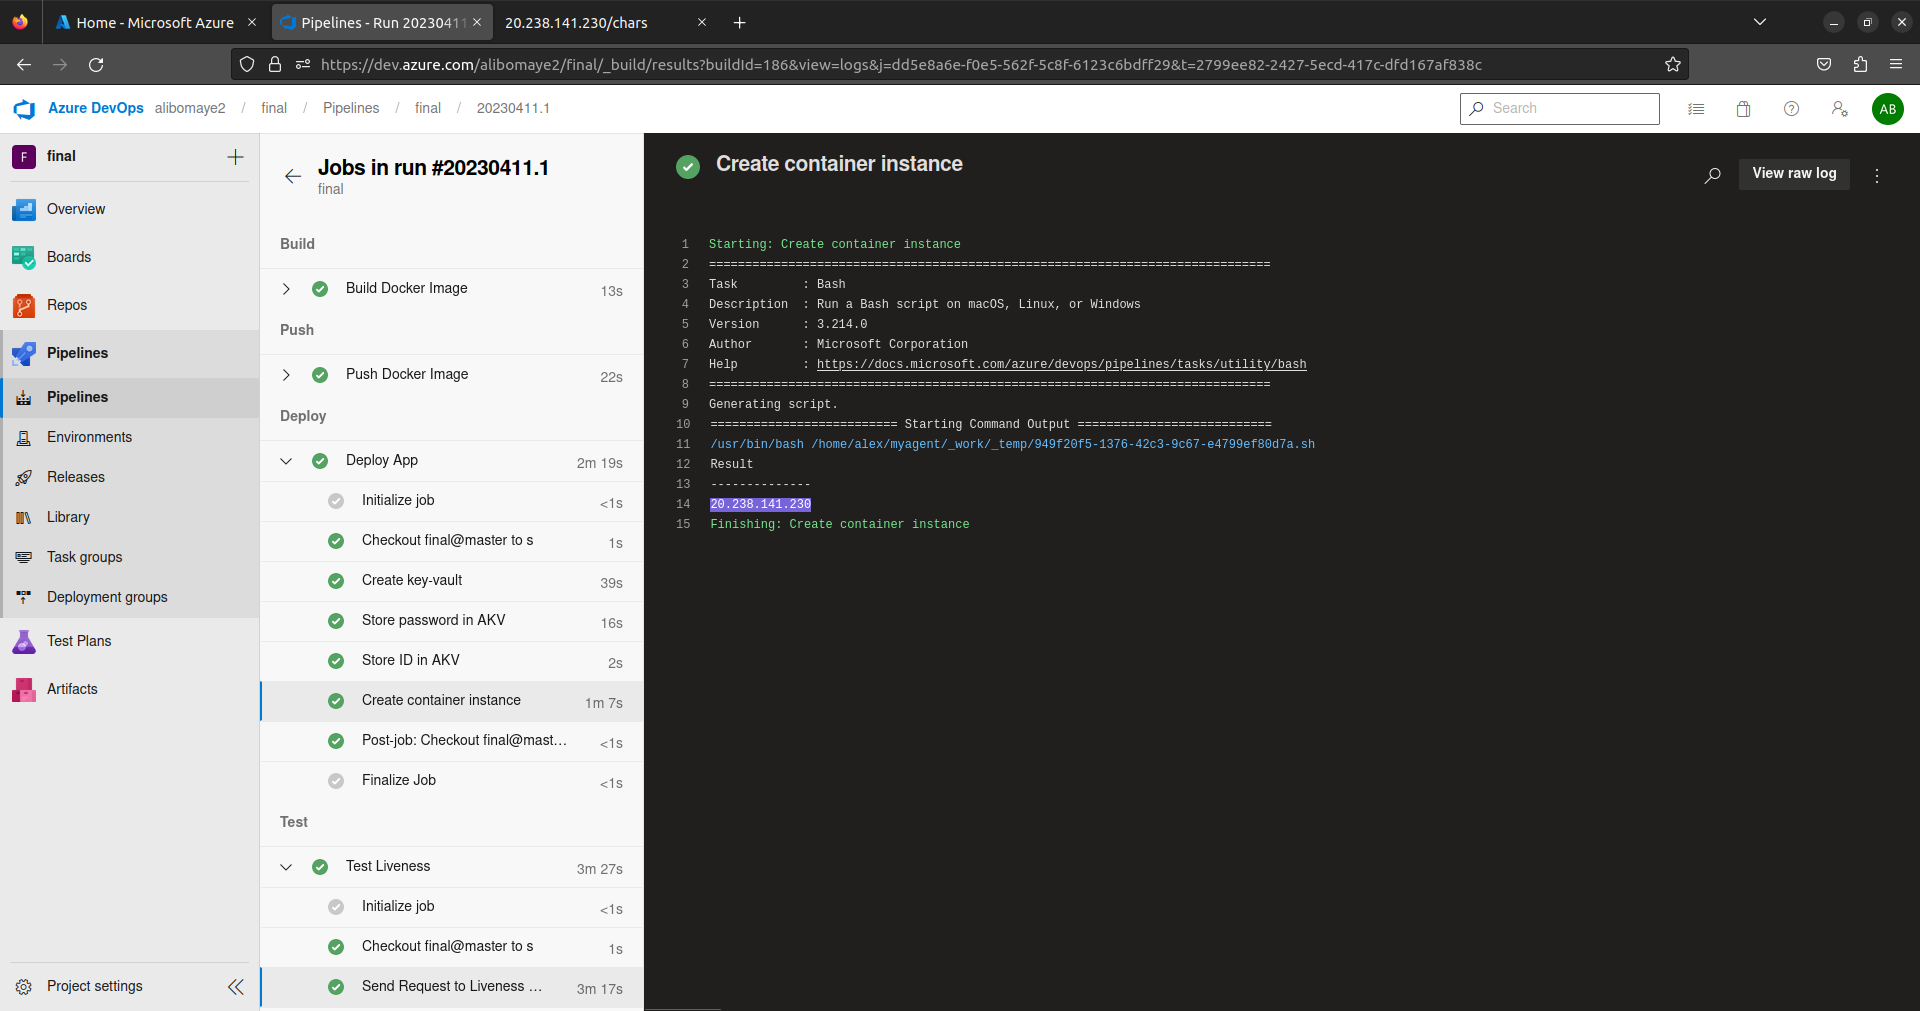 Home - Microsoft Azure
Pipelines - Run 20230411
20.238.141.230/chars
https://dev.azure.com/alibomaye2/final/_build/results?buildId=186&view=logs&j=dd5e8a6e-f0e5-562f-5c8f-6123c6bdff29&t=2799ee82-2427-5ecd-417c-dfd167af838c
Azure DevOps alibomaye2 / final / Pipelines / final / 20230411.1
Search
AB
F final
Overview
Boards
Repos
Pipelines
Pipelines
Environments
Releases
Library
Task groups
Deployment groups
Test Plans
Artifacts
Project settings
Jobs in run #20230411.1
final
Build
Build Docker Image 13s
Push
Push Docker Image 22s
Deploy
Deploy App 2m 19s
Initialize job <1s
Checkout final@master to s 1s
Create key-vault 39s
Store password in AKV 16s
Store ID in AKV 2s
Create container instance 1m 7s
Post-job: Checkout final@mast… <1s
Finalize Job <1s
Test
Test Liveness 3m 27s
Initialize job <1s
Checkout final@master to s 1s
Send Request to Liveness … 3m 17s
Create container instance
View raw log
1 Starting: Create container instance
2 ==============================================================================
3 Task : Bash
4 Description : Run a Bash script on macOS, Linux, or Windows
5 Version : 3.214.0
6 Author : Microsoft Corporation
7 Help : https://docs.microsoft.com/azure/devops/pipelines/tasks/utility/bash
8 ==============================================================================
9 Generating script.
10 ========================== Starting Command Output ===========================
11 /usr/bin/bash /home/alex/myagent/_work/_temp/949f20f5-1376-42c3-9c67-e4799ef80d7a.sh
12 Result
13 --------------
14 20.238.141.230
15 Finishing: Create container instance